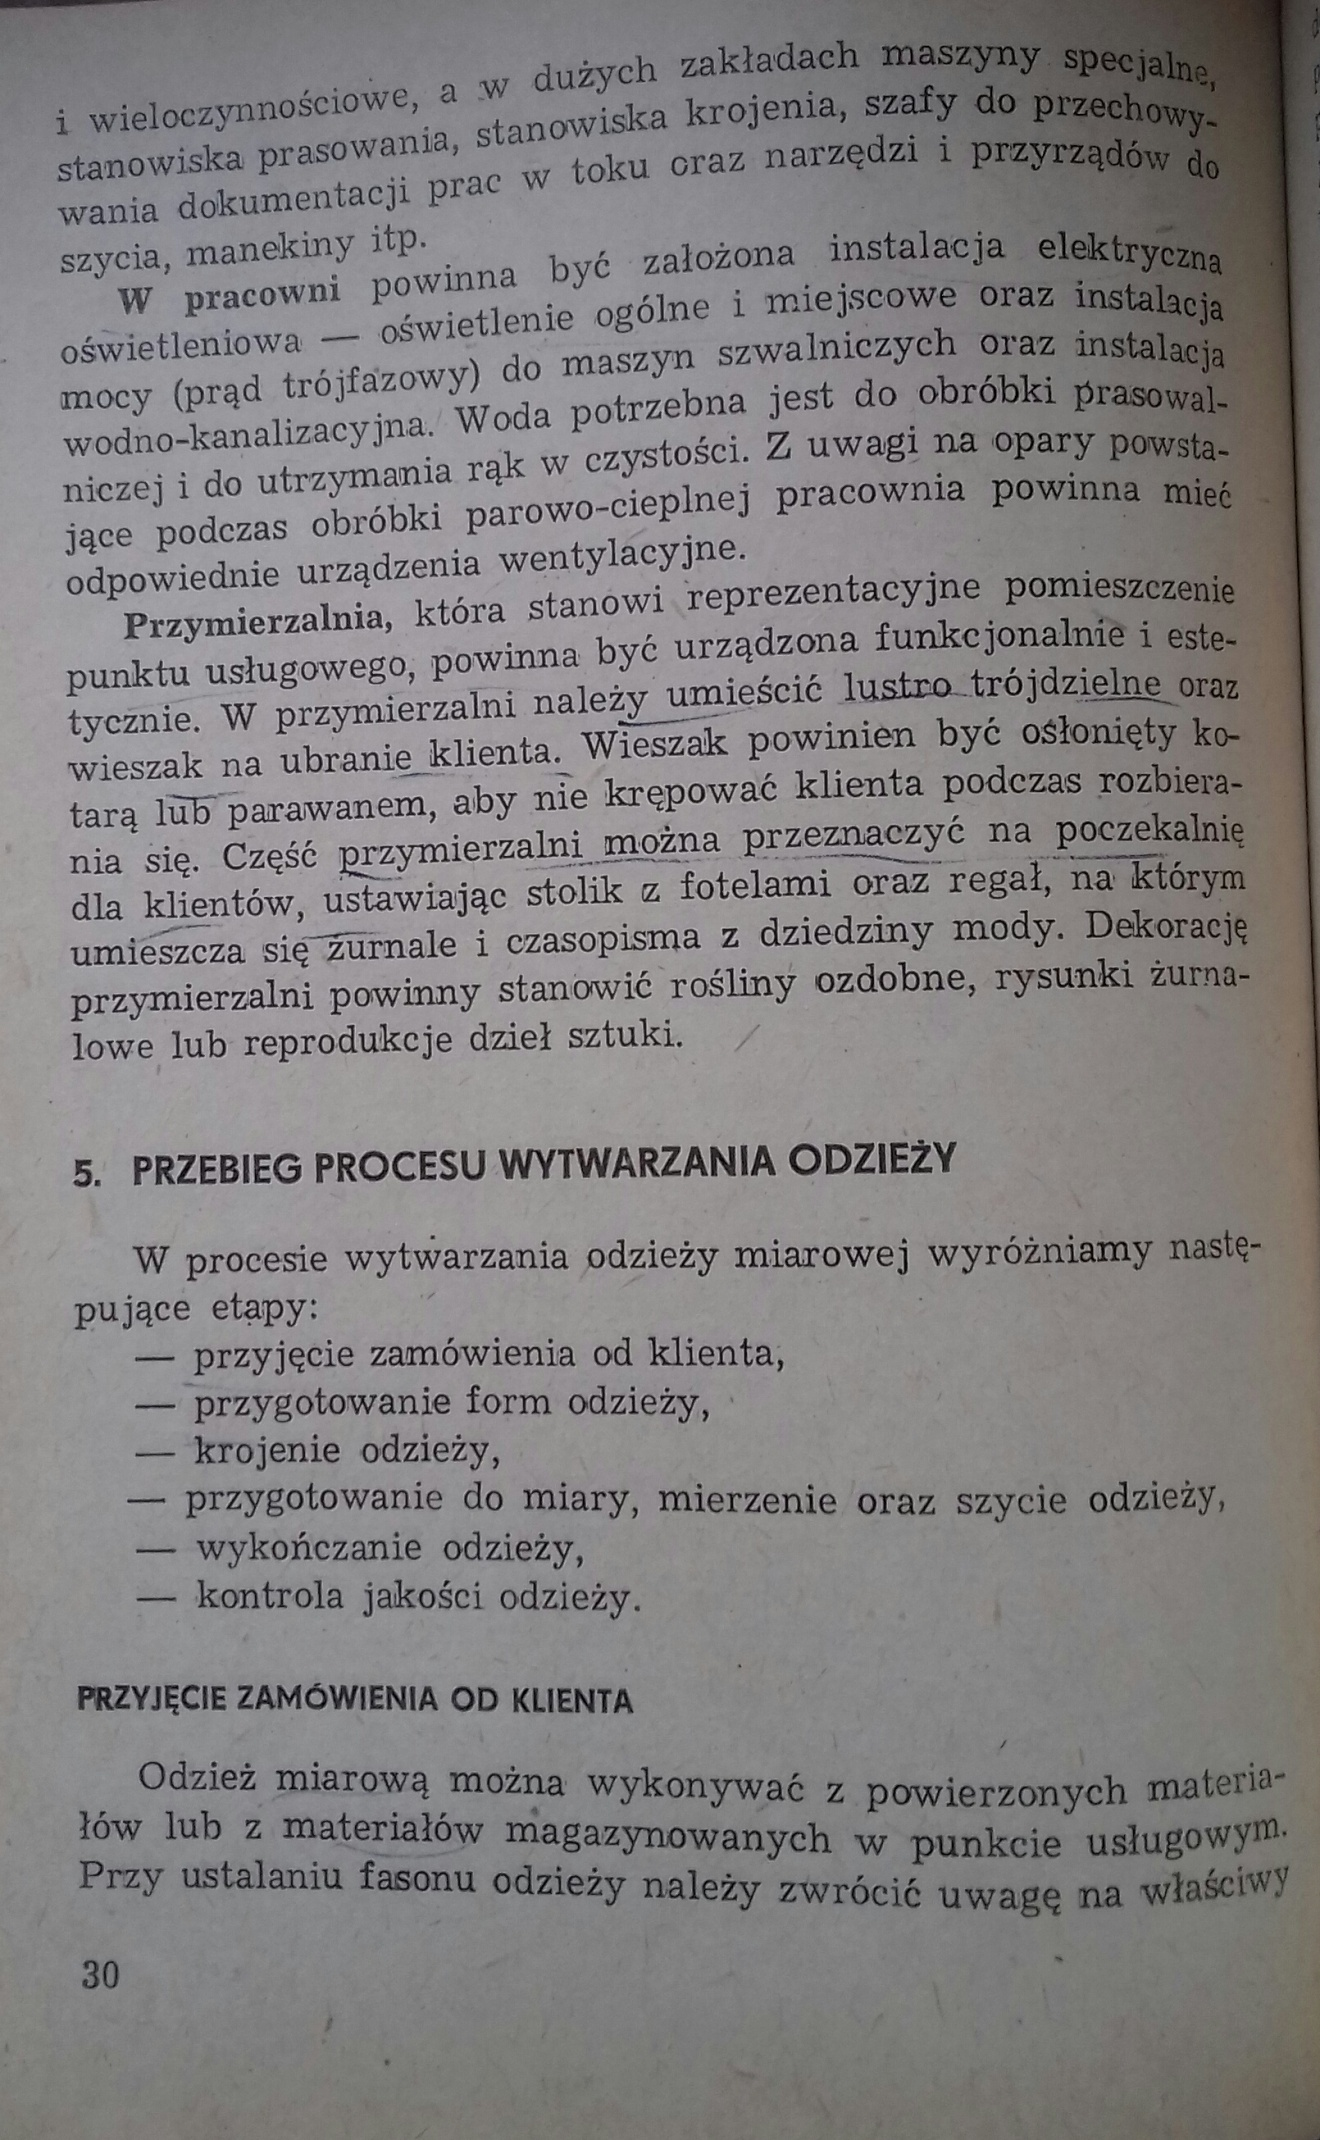 i wieloczynnościowe, a w dużych zakładach maszyny specjalne,
stanowiska prasowania, stanowiska krojenia, szafy do przechowy-
wania dokumentacji prac w toku oraz narzędzi i przyrządów do
szycia, manekiny itp.
W pracowni powinna być założona instalacja elektryczna
oświetleniowa — oświetlenie ogólne i miejscowe oraz instalacja
mocy (prąd trójfazowy) do maszyn szwalniczych oraz instalacja
wodno-kanalizacyjna. Woda potrzebna jest do obróbki prasowal-
niczej i do utrzymania rąk w czystości. Z uwagi na opary powsta-
jące podczas obróbki parowo-cieplnej pracownia powinna mieć
odpowiednie urządzenia wentylacyjne.
Przymierzalnia, która stanowi reprezentacyjne pomieszczenie
punktu usługowego, powinna być urządzona funkcjonalnie i este-
tycznie. W przymierzalni należy umieścić lustro trójdzielne oraz
wieszak na ubranie klienta. Wieszak powinien być osłonięty ko-
tarą lub parawanem, aby nie krępować klienta podczas rozbiera-
nia się. Część przymierzalni można przeznaczyć na poczekalnię
dla klientów, ustawiając stolik z fotelami oraz regał, na którym
umieszcza się żurnale i czasopisma z dziedziny mody. Dekorację
przymierzalni powinny stanowić rośliny ozdobne, rysunki żurna-
lowe lub reprodukcje dzieł sztuki.
5. PRZEBIEG PROCESU WYTWARZANIA ODZIEŻY
W procesie wytwarzania odzieży miarowej wyróżniamy nastę-
pujące etapy:
— przyjęcie zamówienia od klienta,
— przygotowanie form odzieży,
— krojenie odzieży,
— przygotowanie do miary, mierzenie oraz szycie odzieży,
— wykończanie odzieży,
— kontrola jakości odzieży.
PRZYJĘCIE ZAMÓWIENIA OD KLIENTA
Odzież miarową można wykonywać z powierzonych materia-
łów lub z materiałów magazynowanych w punkcie usługowym.
Przy ustalaniu fasonu odzieży należy zwrócić uwagę na właściwy
30